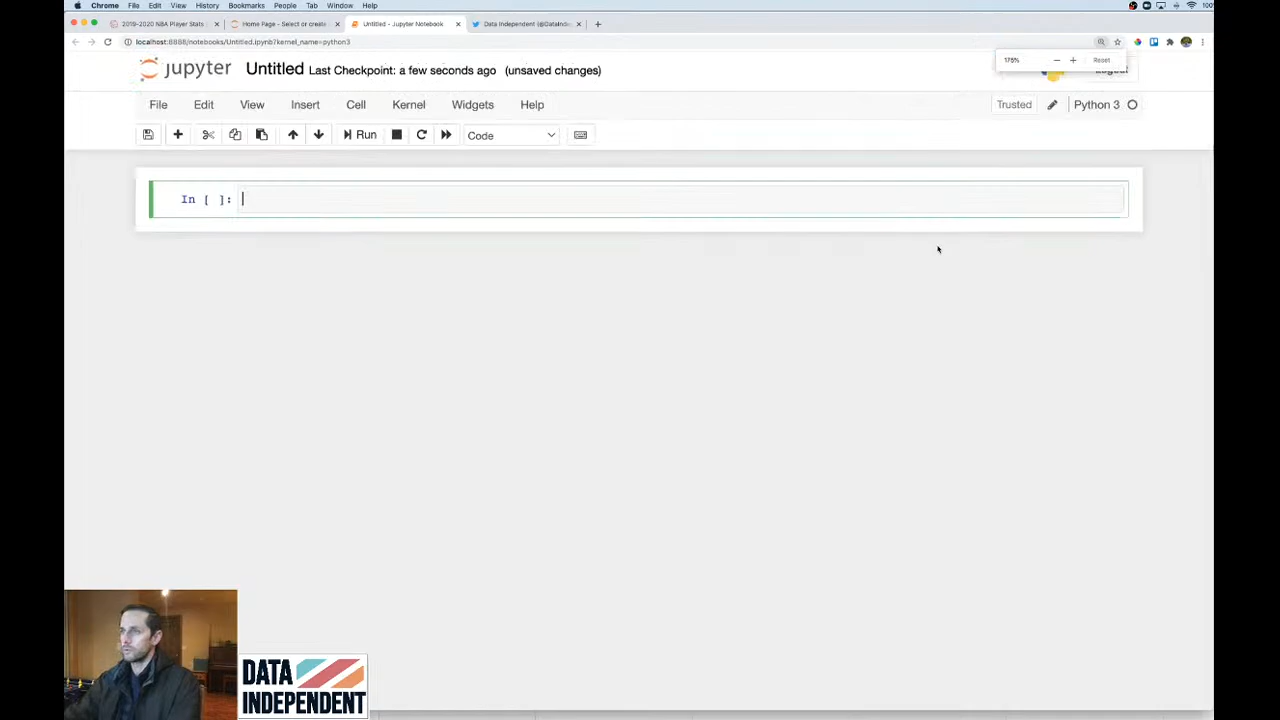 Chrome File Edit View History Bookmarks People Tab Window Help
2019-2020 NBA Player Stats × Home Page - Select or create × Untitled - Jupyter Notebook × Data Independent (@DataInde × +
localhost:8888/notebooks/Untitled.ipynb?kernel_name=python3
175% − + Reset
jupyter Untitled Last Checkpoint: a few seconds ago (unsaved changes)
File Edit View Insert Cell Kernel Widgets Help Trusted Python 3
Run Code
In [ ]:
DATA
INDEPENDENT